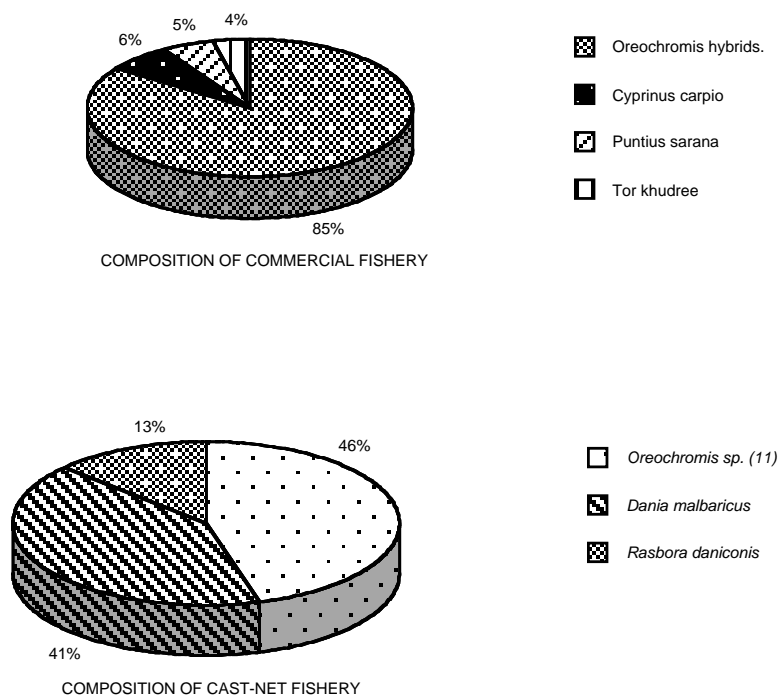 4%
5%
6%
85%
Oreochromis hybrids.
Cyprinus carpio
Puntius sarana
Tor khudree
COMPOSITION OF COMMERCIAL FISHERY
13%
46%
41%
Oreochromis sp. (11)
Dania malbaricus
Rasbora daniconis
COMPOSITION OF CAST-NET FISHERY